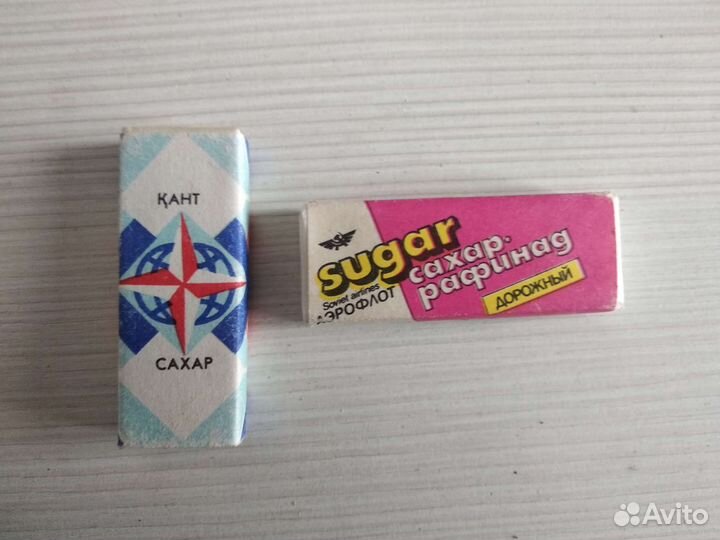 ҚАНТ
САХАР
sugar
Soviet airlines
АЭРОФЛОТ
сахар-
рафинад
ДОРОЖНЫЙ
Avito